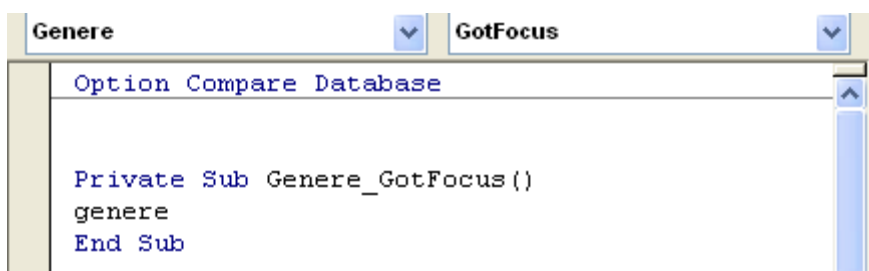 Genere GotFocus
Option Compare Database
Private Sub Genere_GotFocus()
genere
End Sub